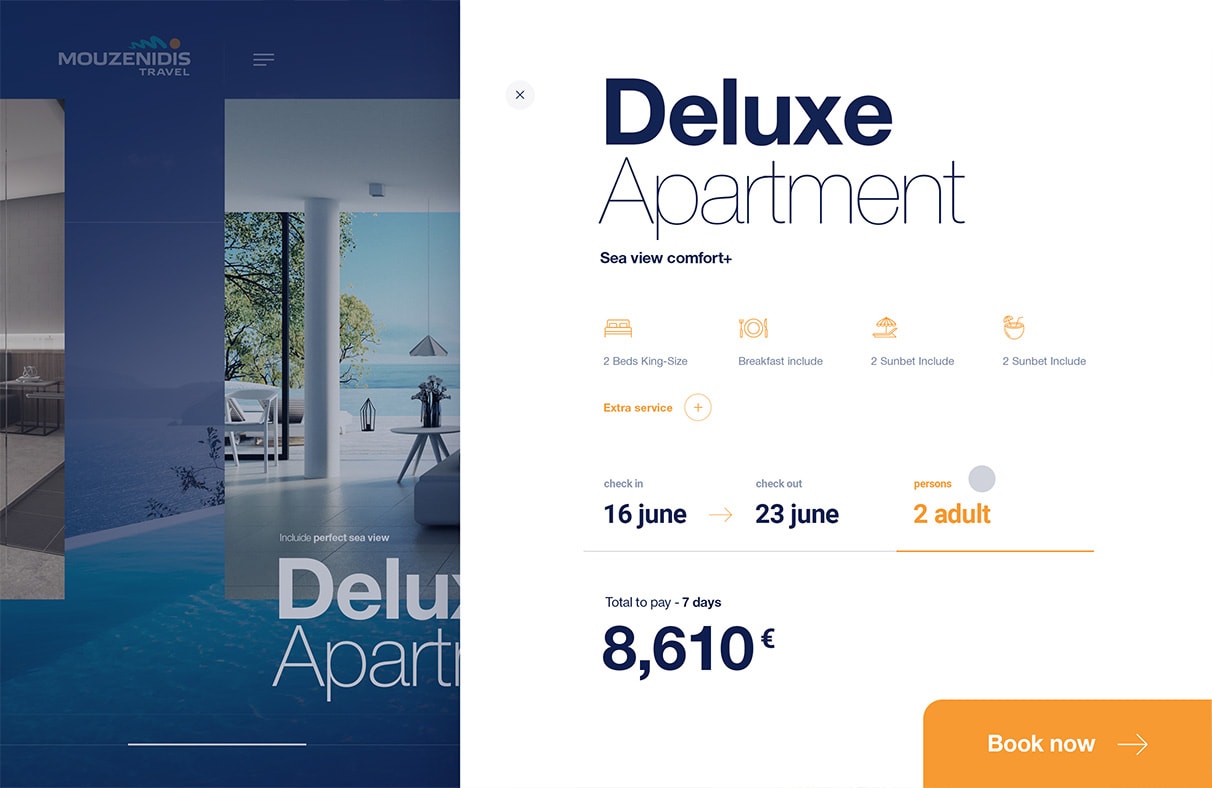 MOUZENIDIS
TRAVEL
Incluide perfect sea view
Delux
Apart
Deluxe
Apartment
Sea view comfort+
2 Beds King-Size
Breakfast include
2 Sunbet Include
2 Sunbet Include
Extra service
check in
16 june
check out
23 june
persons
2 adult
Total to pay - 7 days
8,610 €
Book now